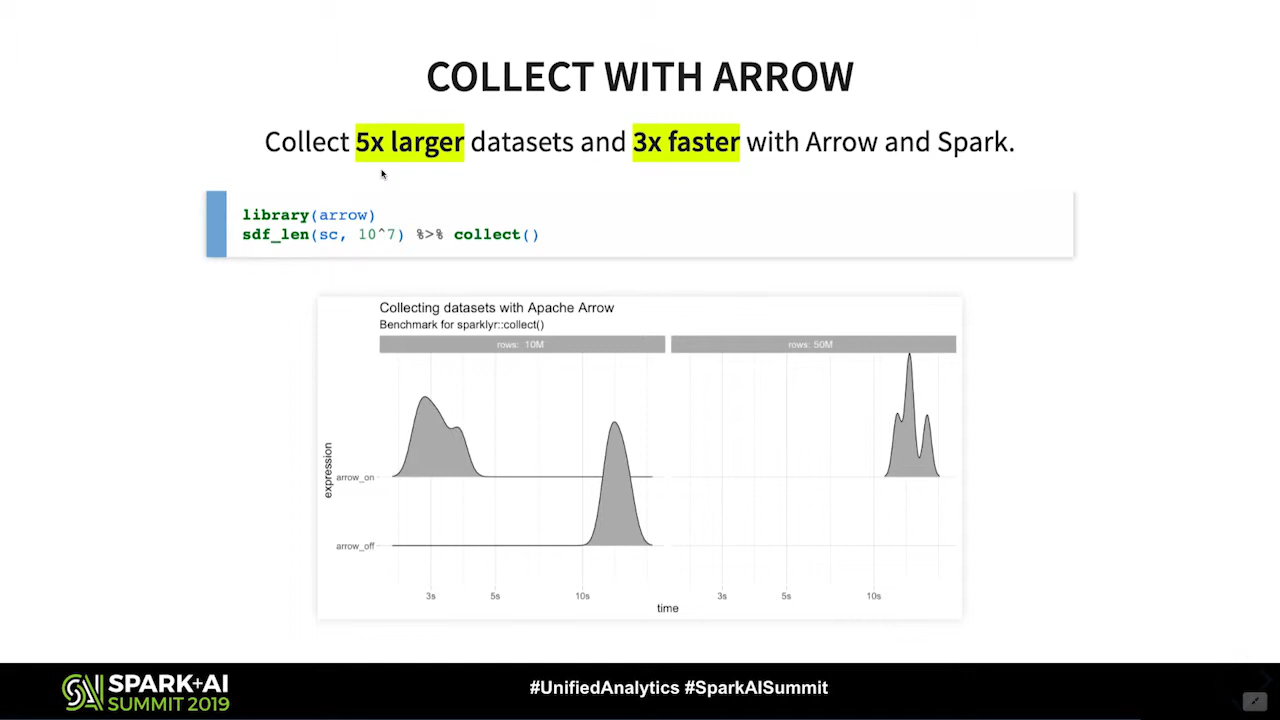 COLLECT WITH ARROW
Collect 5x larger datasets and 3x faster with Arrow and Spark.
library(arrow)
sdf_len(sc, 10^7) %>% collect()
Collecting datasets with Apache Arrow
Benchmark for sparklyr::collect()
rows: 10M
rows: 50M
expression
arrow_on
arrow_off
3s 5s 10s
3s 5s 10s
time
SPARK+AI
SUMMIT 2019
#UnifiedAnalytics #SparkAISummit